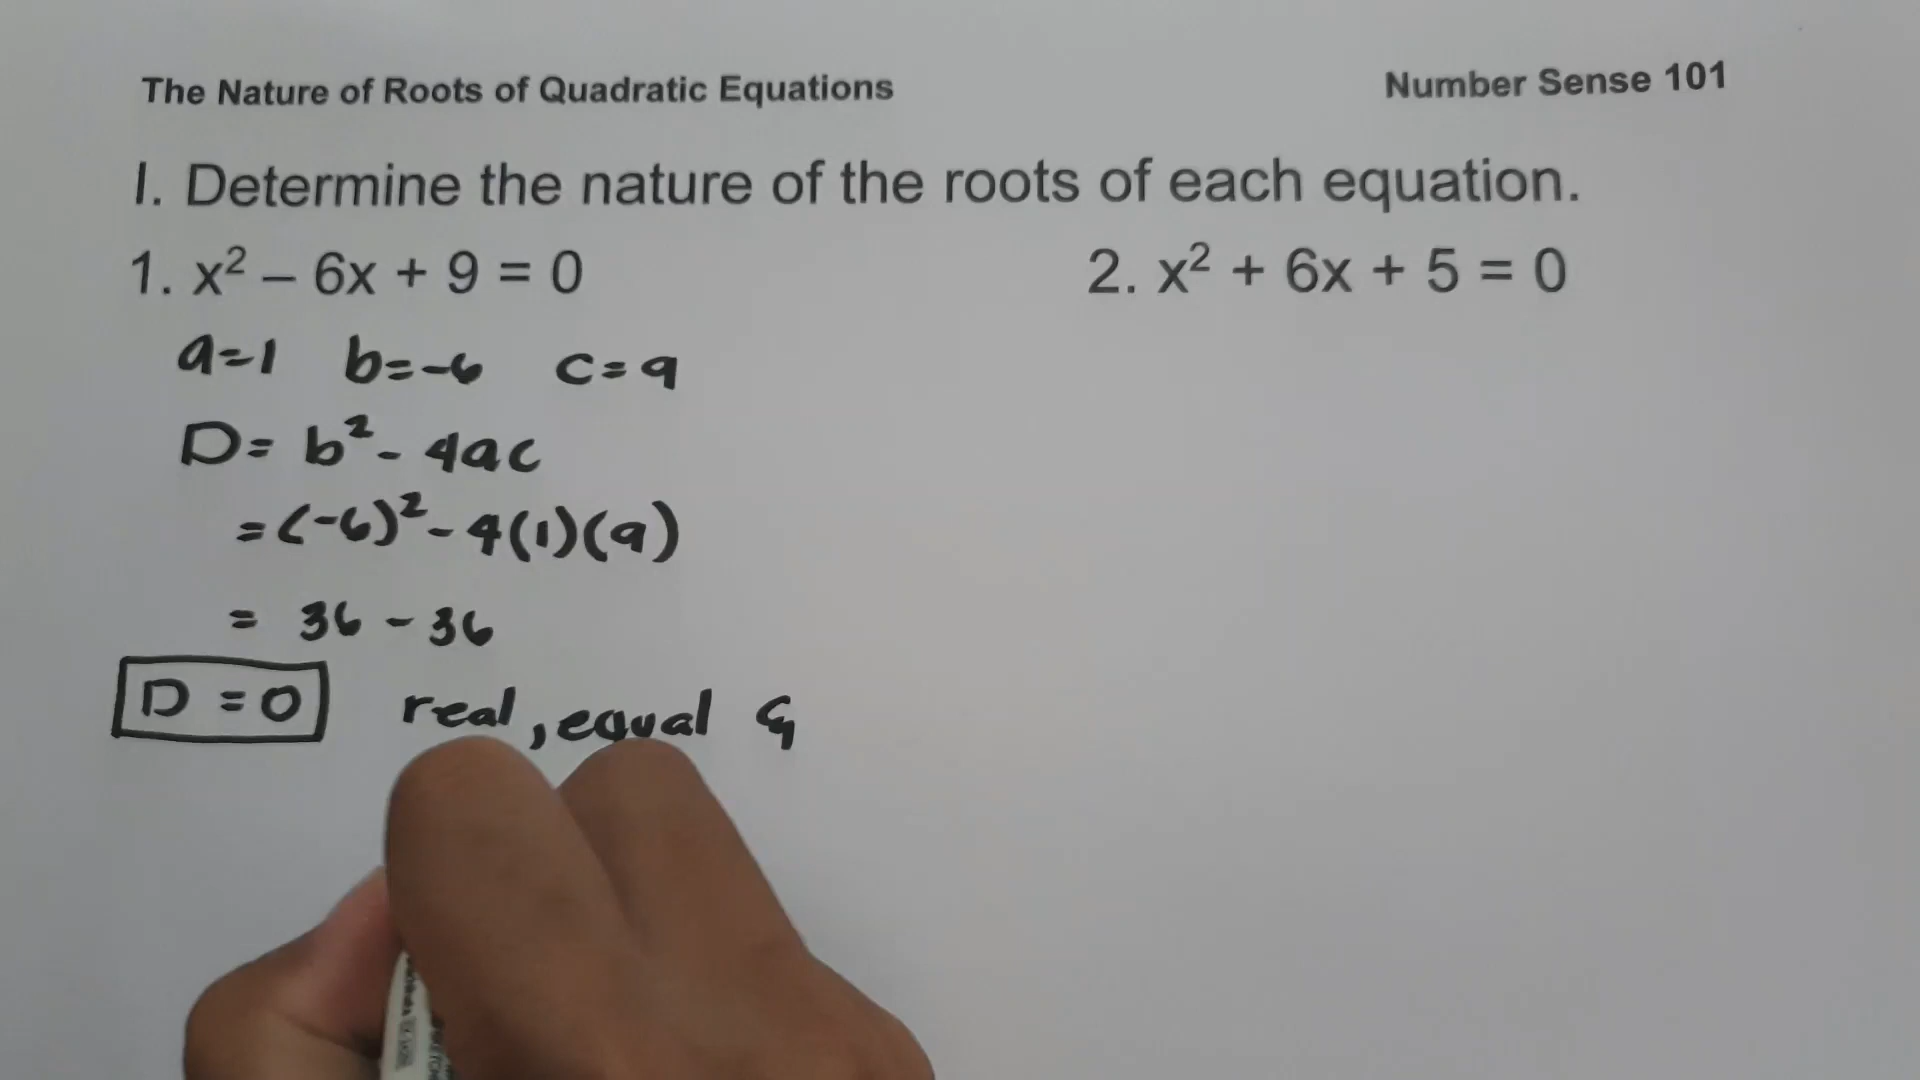 The Nature of Roots of Quadratic Equations
Number Sense 101
I. Determine the nature of the roots of each equation.
1. x² – 6x + 9 = 0
a=1 b=-6 c=9
D= b² - 4ac
=(-6)² - 4(1)(9)
= 36 - 36
D = 0 real, equal &
2. x² + 6x + 5 = 0